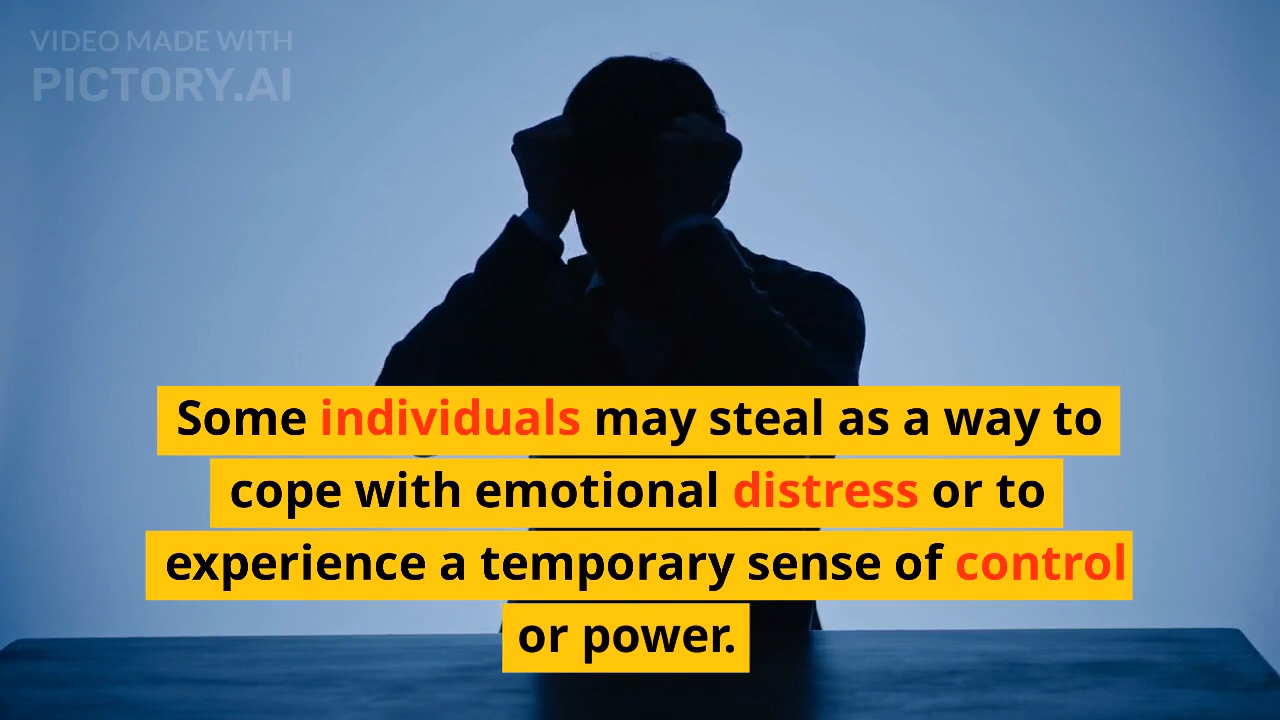 VIDEO MADE WITH
PICTORY.AI
Some individuals may steal as a way to
cope with emotional distress or to
experience a temporary sense of control
or power.